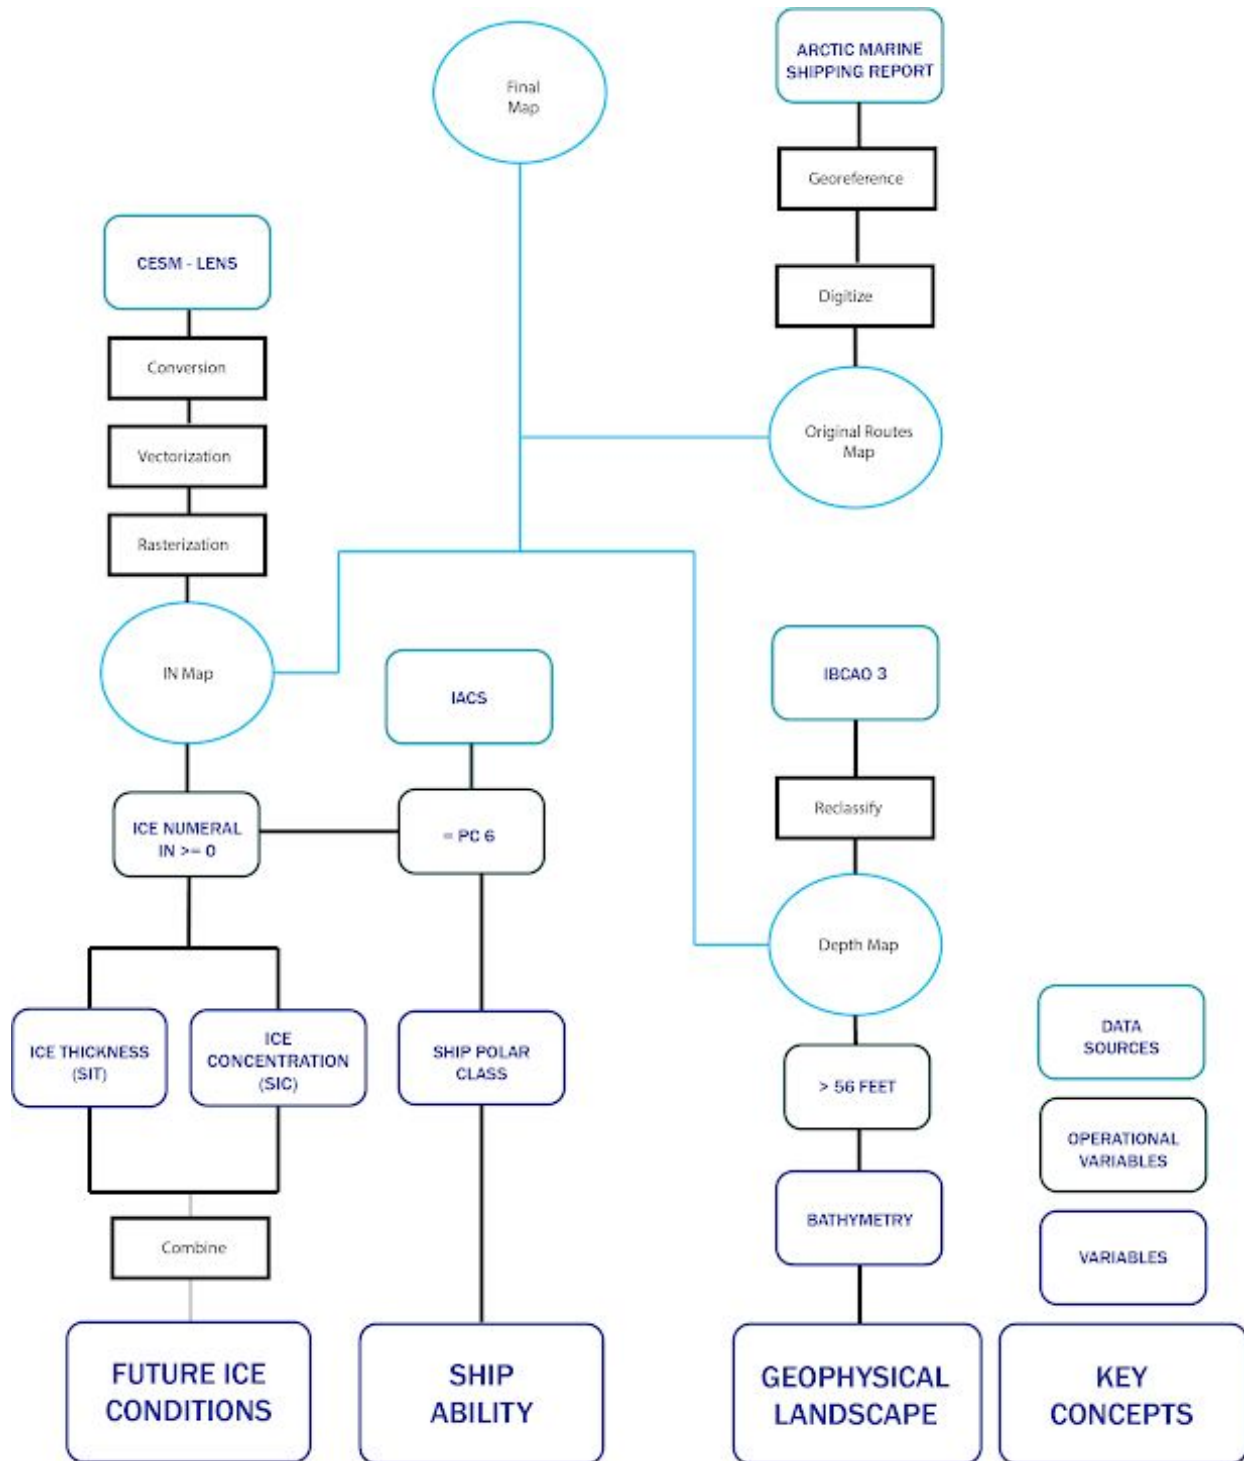 Final
Map
ARCTIC MARINE
SHIPPING REPORT
Georeference
Digitize
Original Routes
Map
CESM - LENS
Conversion
Vectorization
Rasterization
IN Map
IACS
IBCAO 3
Reclassify
ICE NUMERAL
IN >= 0
= PC 6
Depth Map
ICE THICKNESS
(SIT)
ICE
CONCENTRATION
(SIC)
SHIP POLAR
CLASS
> 56 FEET
BATHYMETRY
DATA
SOURCES
OPERATIONAL
VARIABLES
VARIABLES
Combine
FUTURE ICE
CONDITIONS
SHIP
ABILITY
GEOPHYSICAL
LANDSCAPE
KEY
CONCEPTS